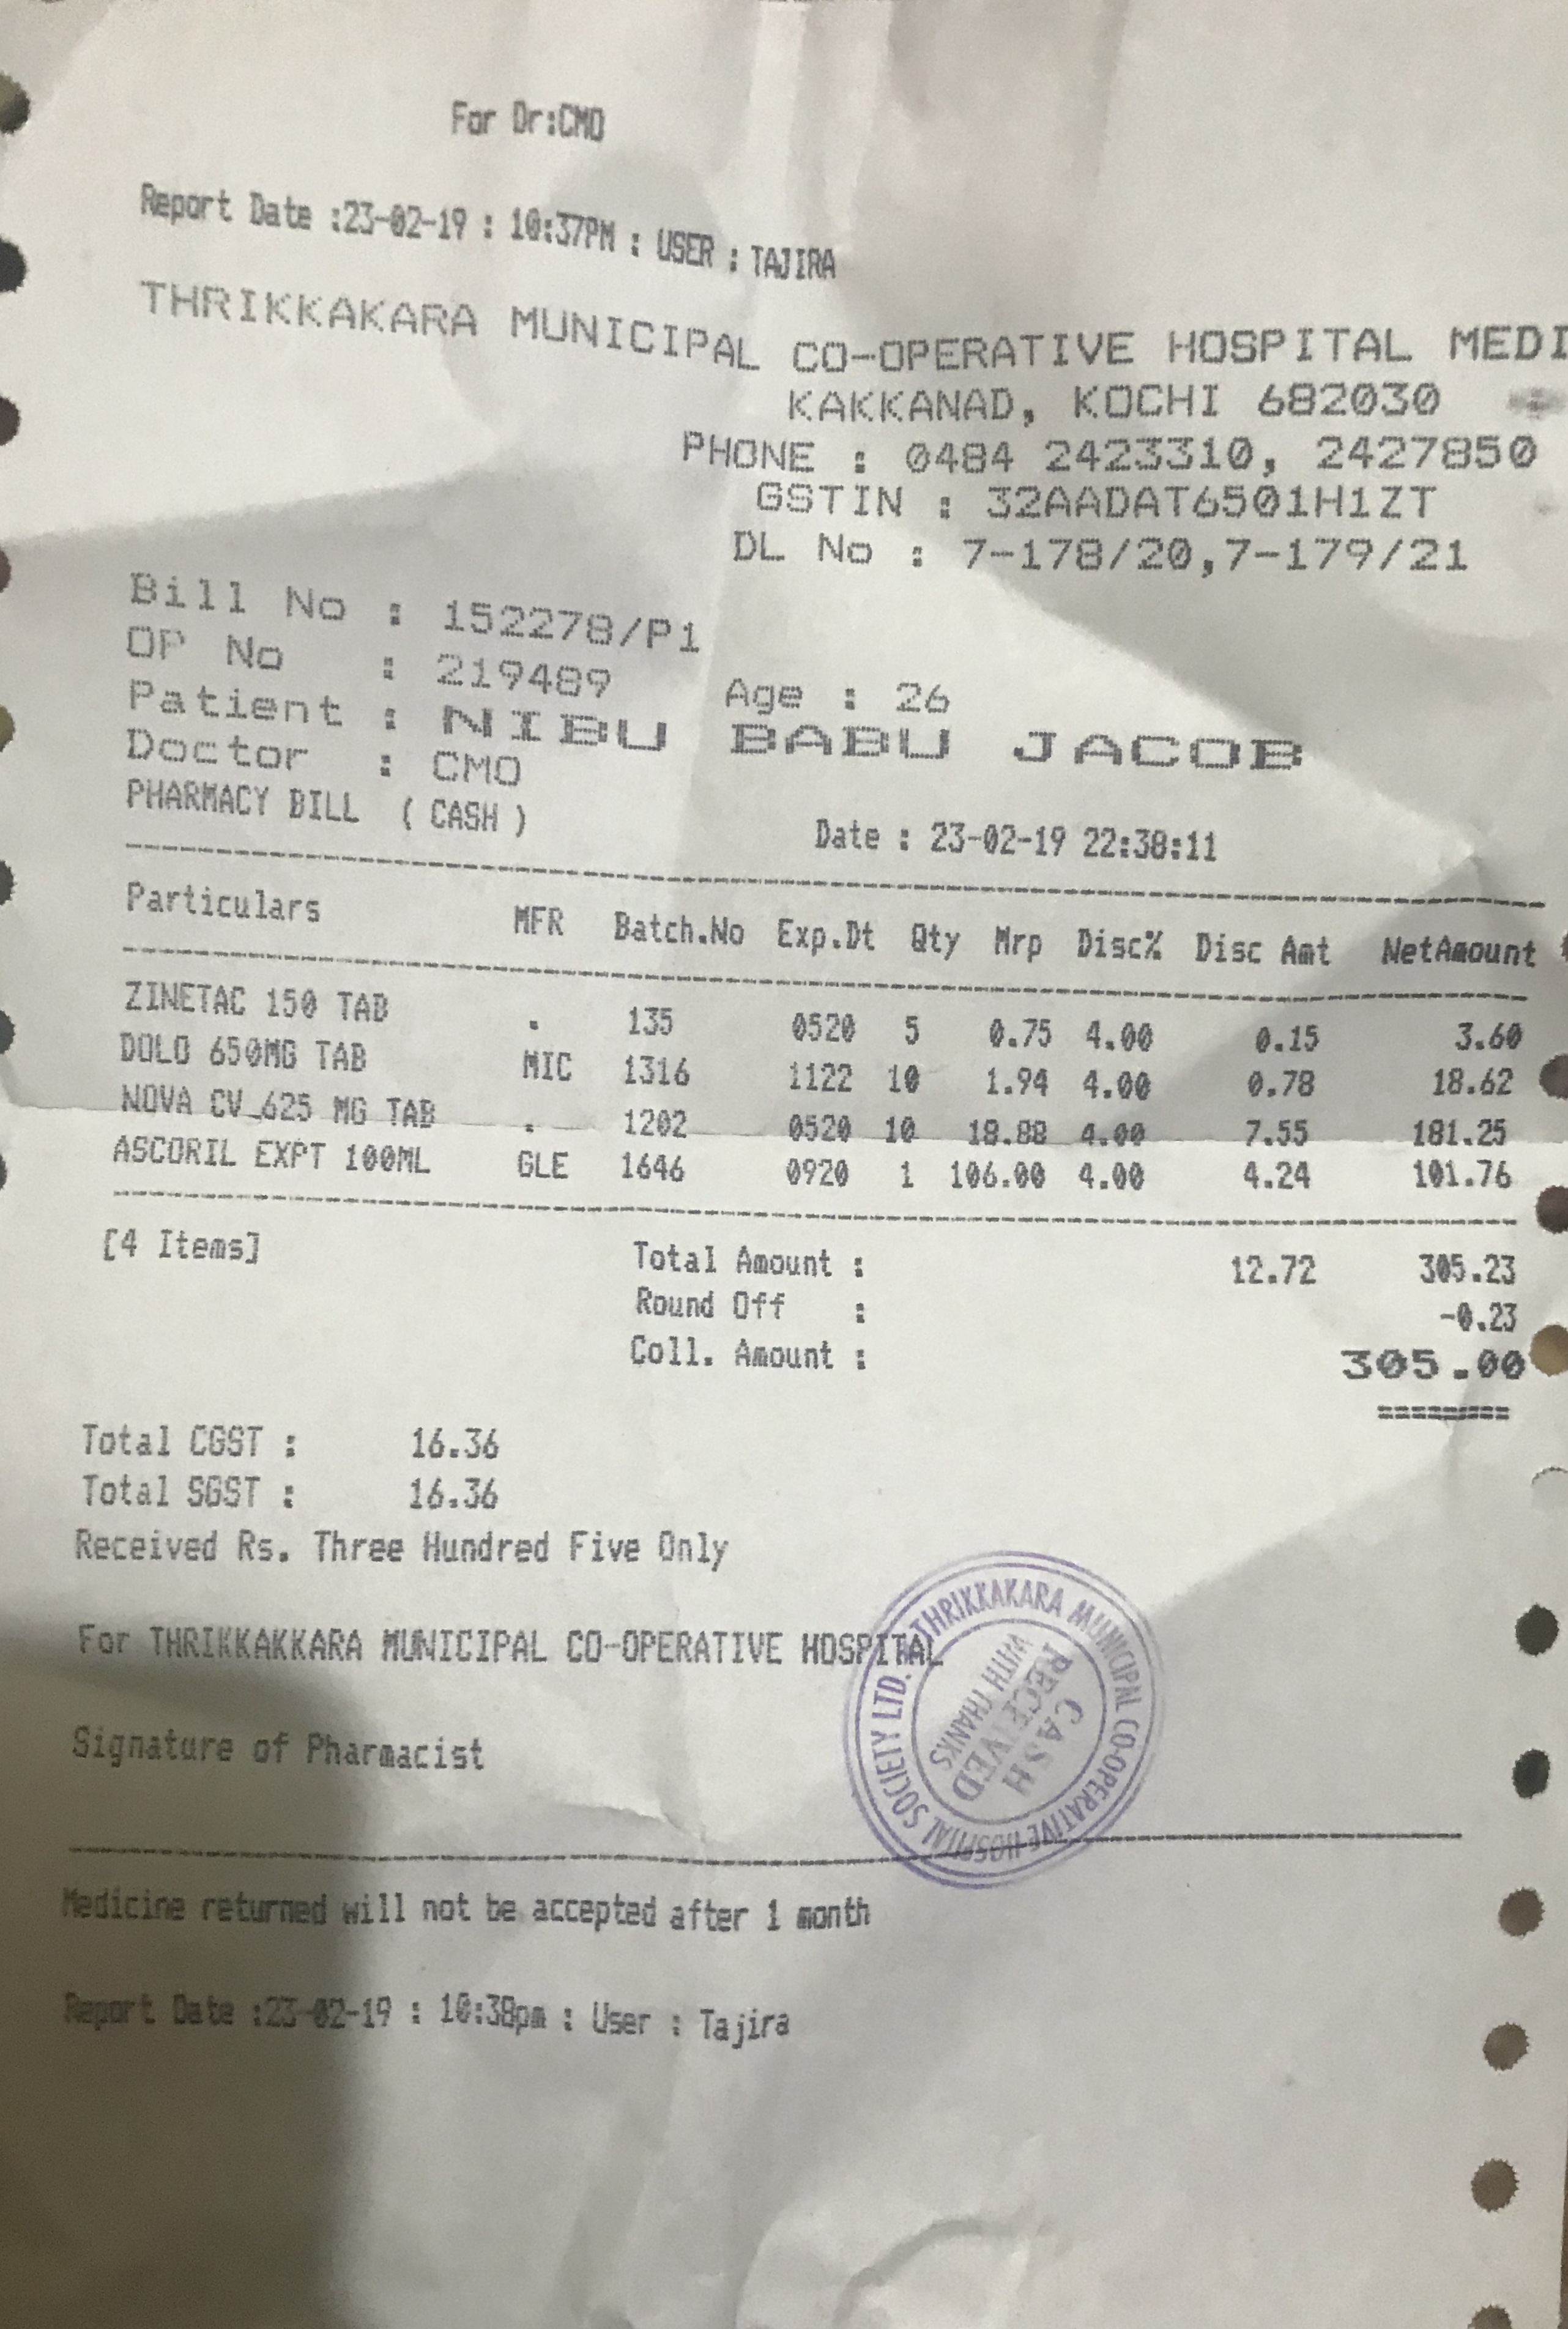 For Dr:CMO
Report Date :23-02-19 : 10:37PM : USER : TAJIRA
THRIKKAKARA MUNICIPAL CO-OPERATIVE HOSPITAL MEDI
KAKKANAD, KOCHI 682030
PHONE : 0484 2423310, 2427850
GSTIN : 32AADAT6501H1ZT
DL No : 7-178/20,7-179/21
Bill No : 152278/P1
OP No : 219489 Age : 26
Patient : NIBU BABU JACOB
Doctor : CMO
PHARMACY BILL ( CASH ) Date : 23-02-19 22:38:11
Particulars MFR Batch.No Exp.Dt Qty Mrp Disc% Disc Amt NetAmount
ZINETAC 150 TAB . 135 0520 5 0.75 4.00 0.15 3.60
DOLO 650MG TAB MIC 1316 1122 10 1.94 4.00 0.78 18.62
NOVA CV_625 MG TAB . 1202 0520 10 18.88 4.00 7.55 181.25
ASCORIL EXPT 100ML GLE 1646 0920 1 106.00 4.00 4.24 101.76
[4 Items] Total Amount : 12.72 305.23
Round Off : -0.23
Coll. Amount : 305.00
=========
Total CGST : 16.36
Total SGST : 16.36
Received Rs. Three Hundred Five Only
For THRIKKAKKARA MUNICIPAL CO-OPERATIVE HOSPITAL
THRIKKAKARA MUNICIPAL CO-OPERATIVE HOSPITAL SOCIETY LTD.
CASH
RECEIVED
WITH THANKS
Signature of Pharmacist
Medicine returned will not be accepted after 1 month
Report Date :23-02-19 : 10:38pm : User : Tajira